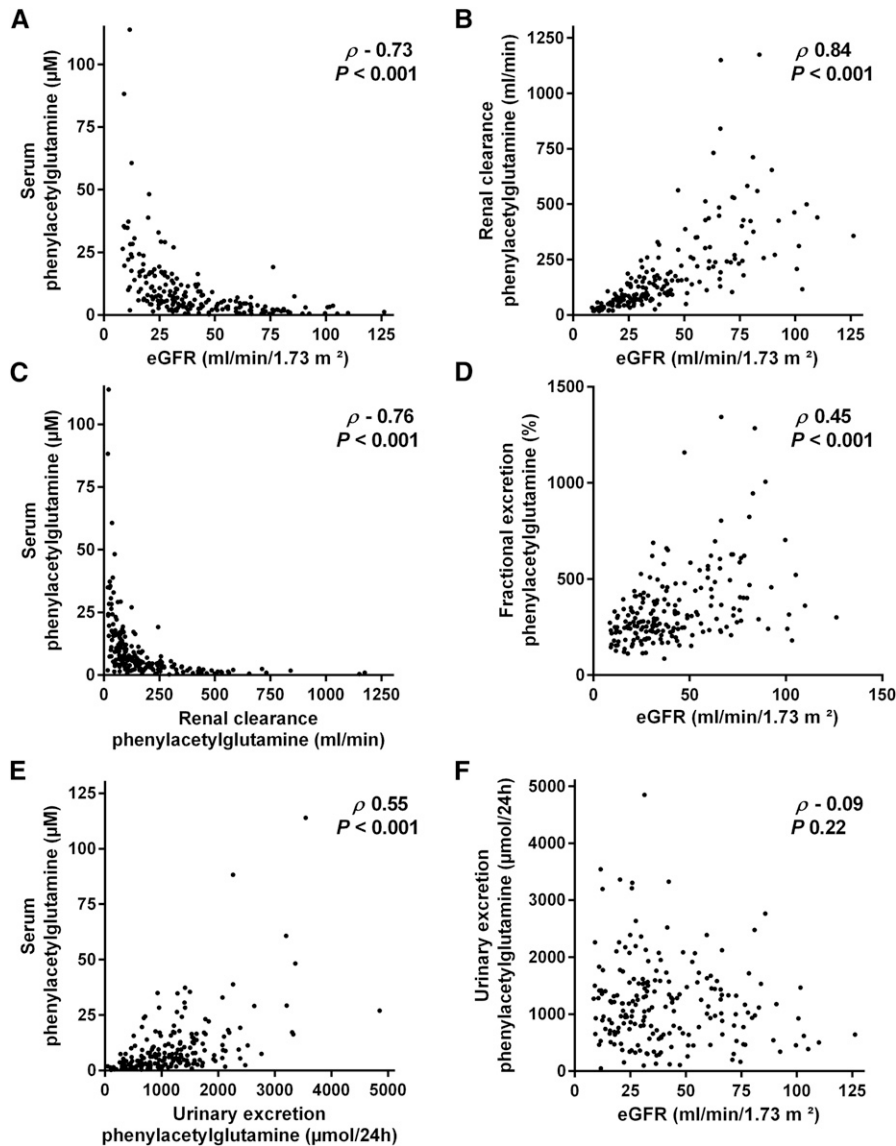 A
Serum
phenylacetylglutamine (µM)
100
75
50
25
0
ρ - 0.73
P < 0.001
0 25 50 75 100 125
eGFR (ml/min/1.73 m ²)
B
Renal clearance
phenylacetylglutamine (ml/min)
1250
1000
750
500
250
0
ρ 0.84
P < 0.001
0 25 50 75 100 125
eGFR (ml/min/1.73 m ²)
C
Serum
phenylacetylglutamine (µM)
100
75
50
25
0
ρ - 0.76
P < 0.001
0 250 500 750 1000 1250
Renal clearance
phenylacetylglutamine (ml/min)
D
Fractional excretion
phenylacetylglutamine (%)
1500
1000
500
0
ρ 0.45
P < 0.001
0 50 100 150
eGFR (ml/min/1.73 m ²)
E
Serum
phenylacetylglutamine (µM)
125
100
75
50
25
0
ρ 0.55
P < 0.001
0 1000 2000 3000 4000 5000
Urinary excretion
phenylacetylglutamine (µmol/24h)
F
Urinary excretion
phenylacetylglutamine (µmol/24h)
5000
4000
3000
2000
1000
0
ρ - 0.09
P 0.22
0 25 50 75 100 125
eGFR (ml/min/1.73 m ²)